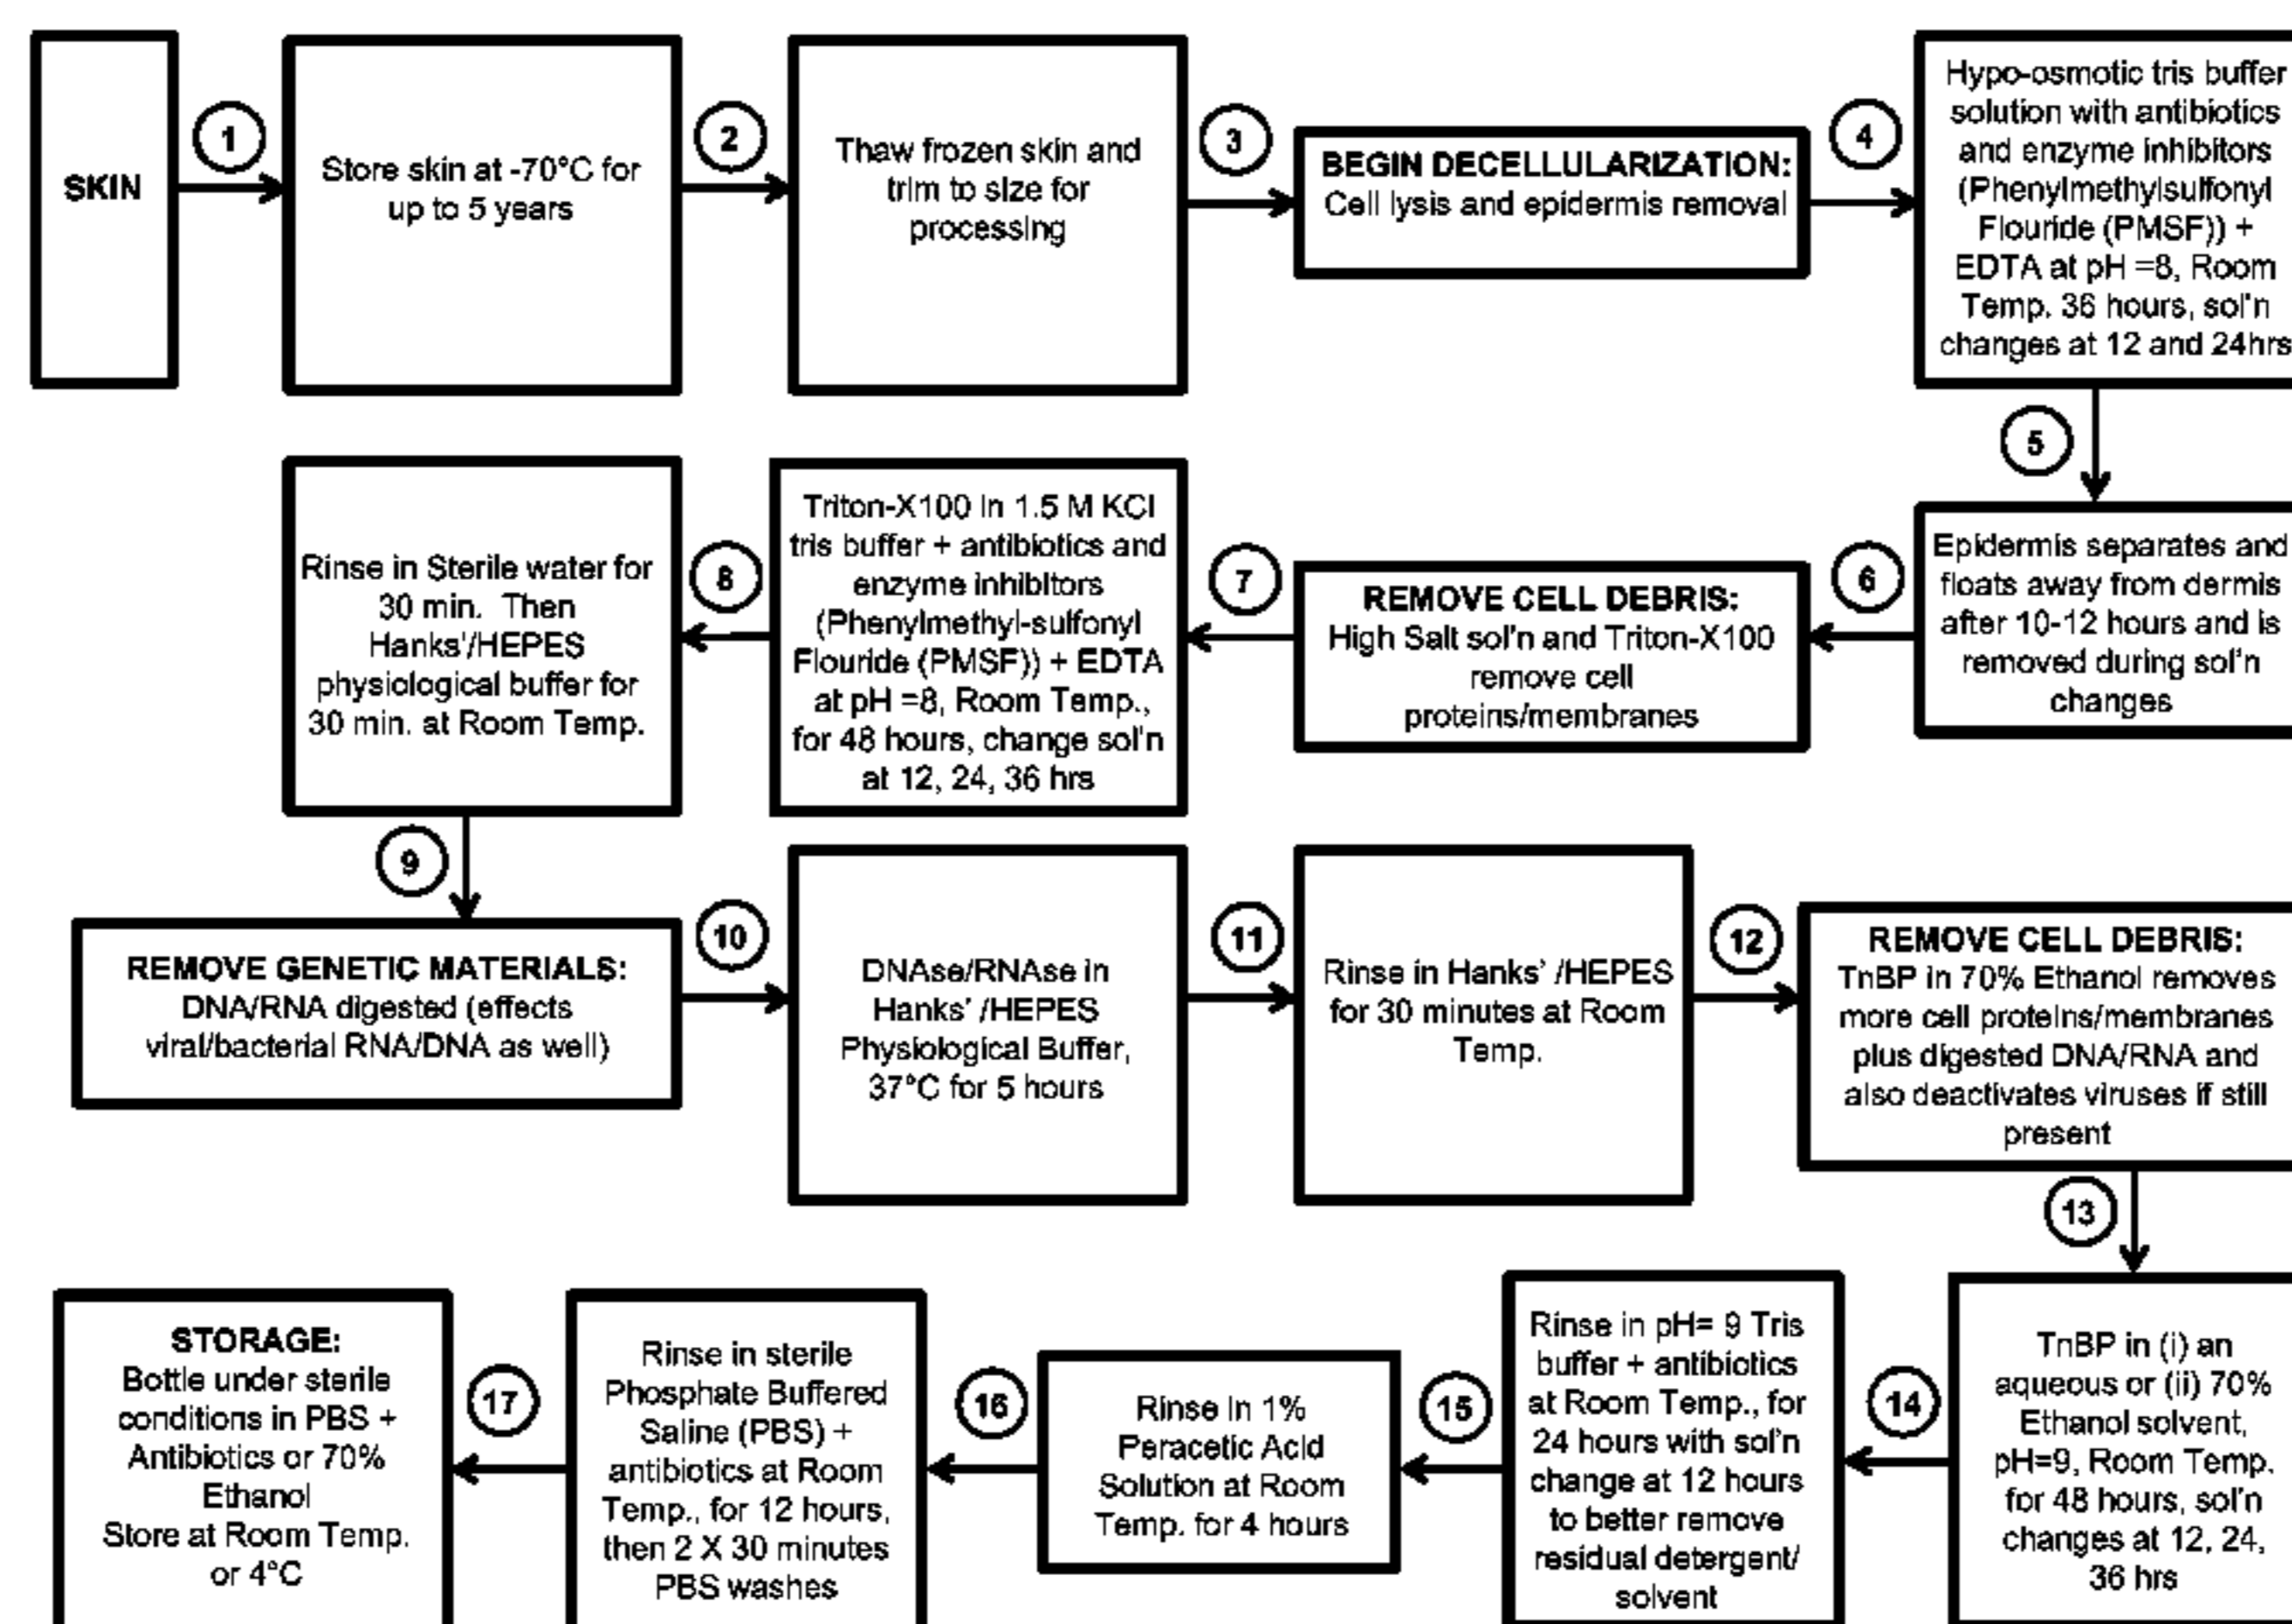 SKIN
1
Store skin at -70°C for
up to 5 years
2
Thaw frozen skin and
trim to size for
processing
3
BEGIN DECELLULARIZATION:
Cell lysis and epidermis removal
4
Hypo-osmotic tris buffer
solution with antibiotics
and enzyme inhibitors
(Phenylmethylsulfonyl
Flouride (PMSF)) +
EDTA at pH =8, Room
Temp. 36 hours, sol'n
changes at 12 and 24hrs
5
Epidermis separates and
floats away from dermis
after 10-12 hours and is
removed during sol'n
changes
6
REMOVE CELL DEBRIS:
High Salt sol'n and Triton-X100
remove cell
proteins/membranes
7
Triton-X100 in 1.5 M KCl
tris buffer + antibiotics and
enzyme inhibitors
(Phenylmethyl-sulfonyl
Flouride (PMSF)) + EDTA
at pH =8, Room Temp.,
for 48 hours, change sol'n
at 12, 24, 36 hrs
8
Rinse in Sterile water for
30 min. Then
Hanks'/HEPES
physiological buffer for
30 min. at Room Temp.
9
REMOVE GENETIC MATERIALS:
DNA/RNA digested (effects
viral/bacterial RNA/DNA as well)
10
DNAse/RNAse in
Hanks' /HEPES
Physiological Buffer,
37°C for 5 hours
11
Rinse in Hanks' /HEPES
for 30 minutes at Room
Temp.
12
REMOVE CELL DEBRIS:
TnBP in 70% Ethanol removes
more cell proteins/membranes
plus digested DNA/RNA and
also deactivates viruses if still
present
13
TnBP in (i) an
aqueous or (ii) 70%
Ethanol solvent,
pH=9, Room Temp.
for 48 hours, sol'n
changes at 12, 24,
36 hrs
14
Rinse in pH= 9 Tris
buffer + antibiotics
at Room Temp., for
24 hours with sol'n
change at 12 hours
to better remove
residual detergent/
solvent
15
Rinse in 1%
Peracetic Acid
Solution at Room
Temp. for 4 hours
16
Rinse in sterile
Phosphate Buffered
Saline (PBS) +
antibiotics at Room
Temp., for 12 hours,
then 2 X 30 minutes
PBS washes
17
STORAGE:
Bottle under sterile
conditions in PBS +
Antibiotics or 70%
Ethanol
Store at Room Temp.
or 4°C